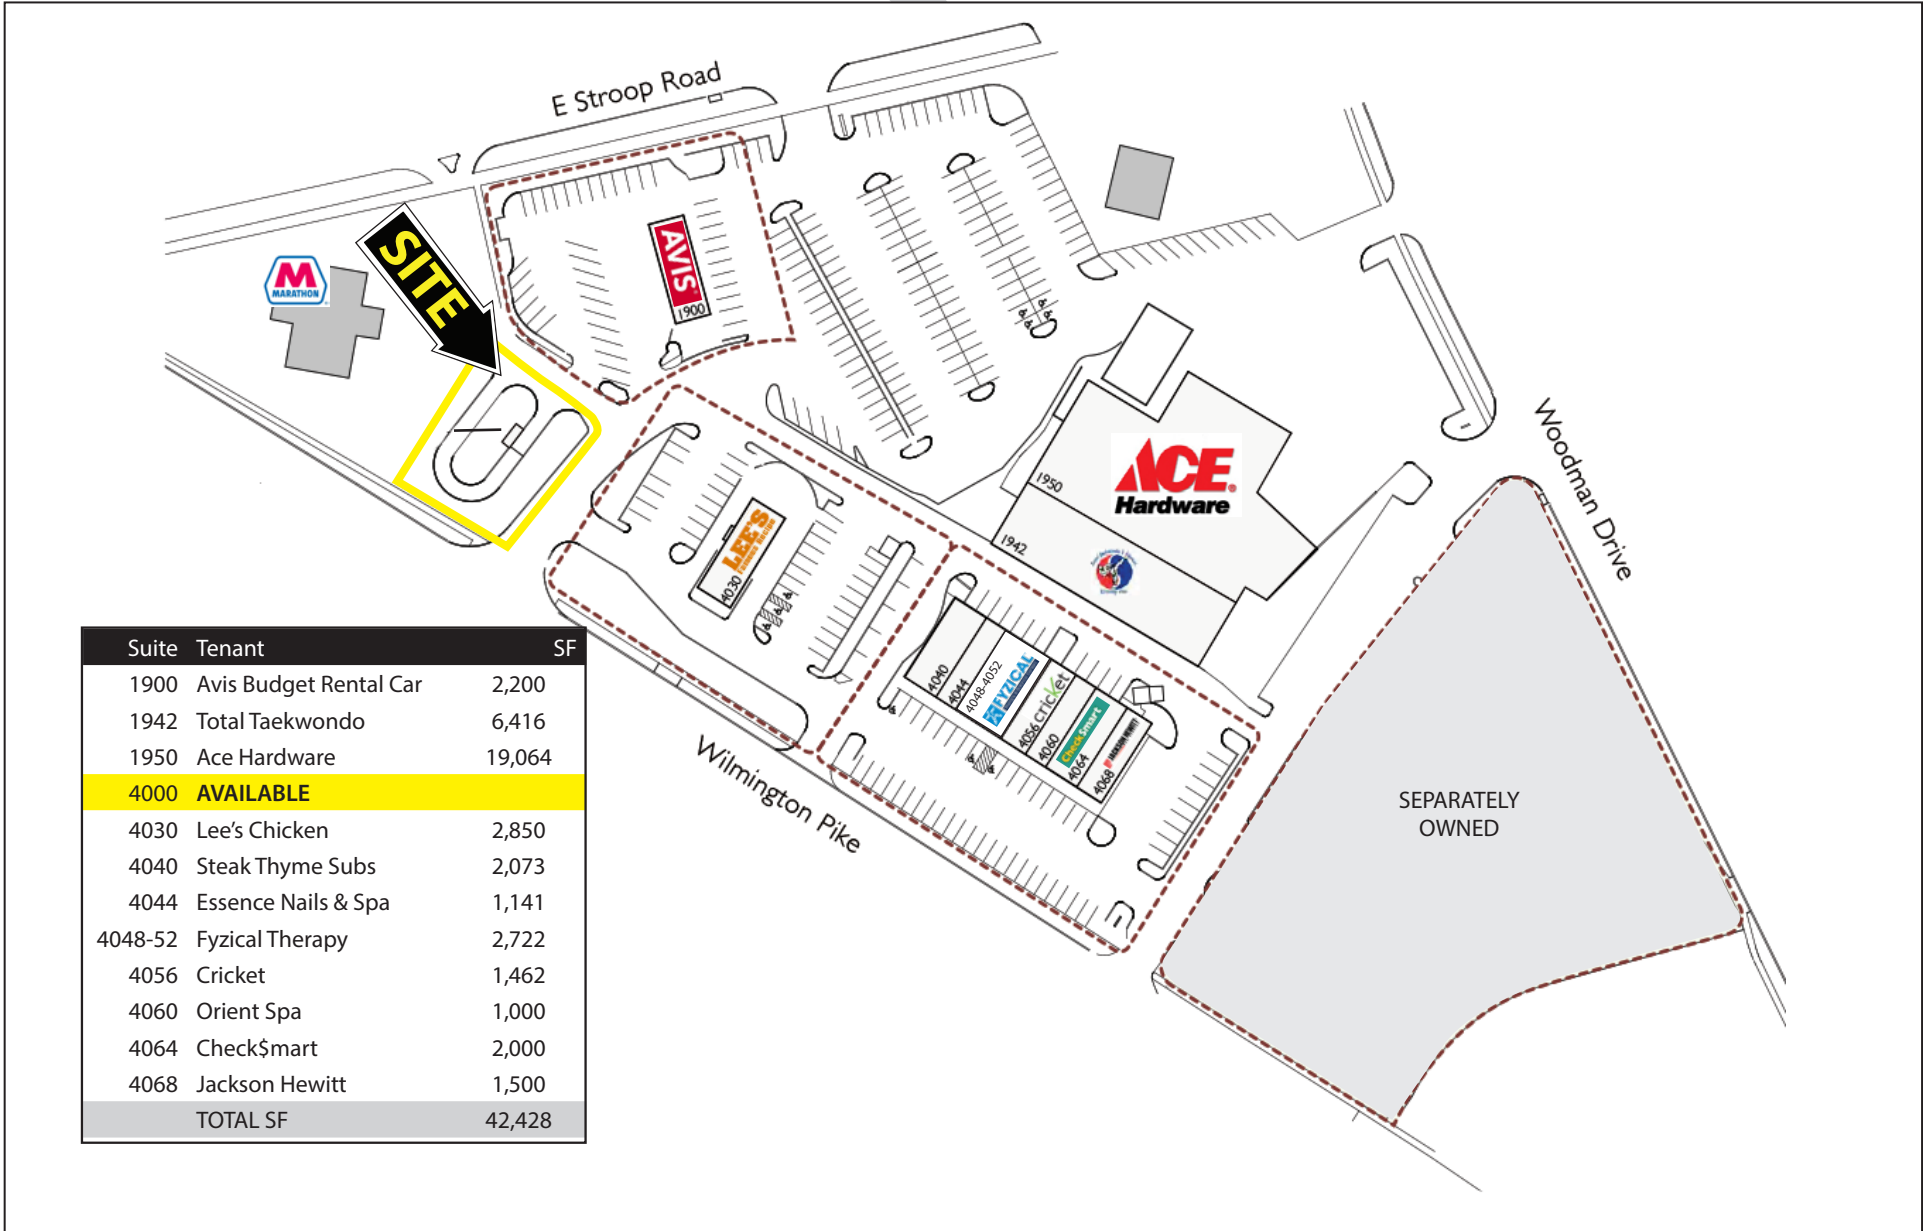 E Stroop Road
SITE
M
MARATHON
AVIS
1900
Woodman Drive
ACE
Hardware
1950
1942
LEE'S
4030
Wilmington Pike
4040
4044
4048-4052
FYZICAL
4056 cricket
4060
Check$mart
4064
JACKSON HEWITT
4068
SEPARATELY
OWNED
Suite Tenant SF
1900 Avis Budget Rental Car 2,200
1942 Total Taekwondo 6,416
1950 Ace Hardware 19,064
4000 AVAILABLE
4030 Lee's Chicken 2,850
4040 Steak Thyme Subs 2,073
4044 Essence Nails & Spa 1,141
4048-52 Fyzical Therapy 2,722
4056 Cricket 1,462
4060 Orient Spa 1,000
4064 Check$mart 2,000
4068 Jackson Hewitt 1,500
TOTAL SF 42,428